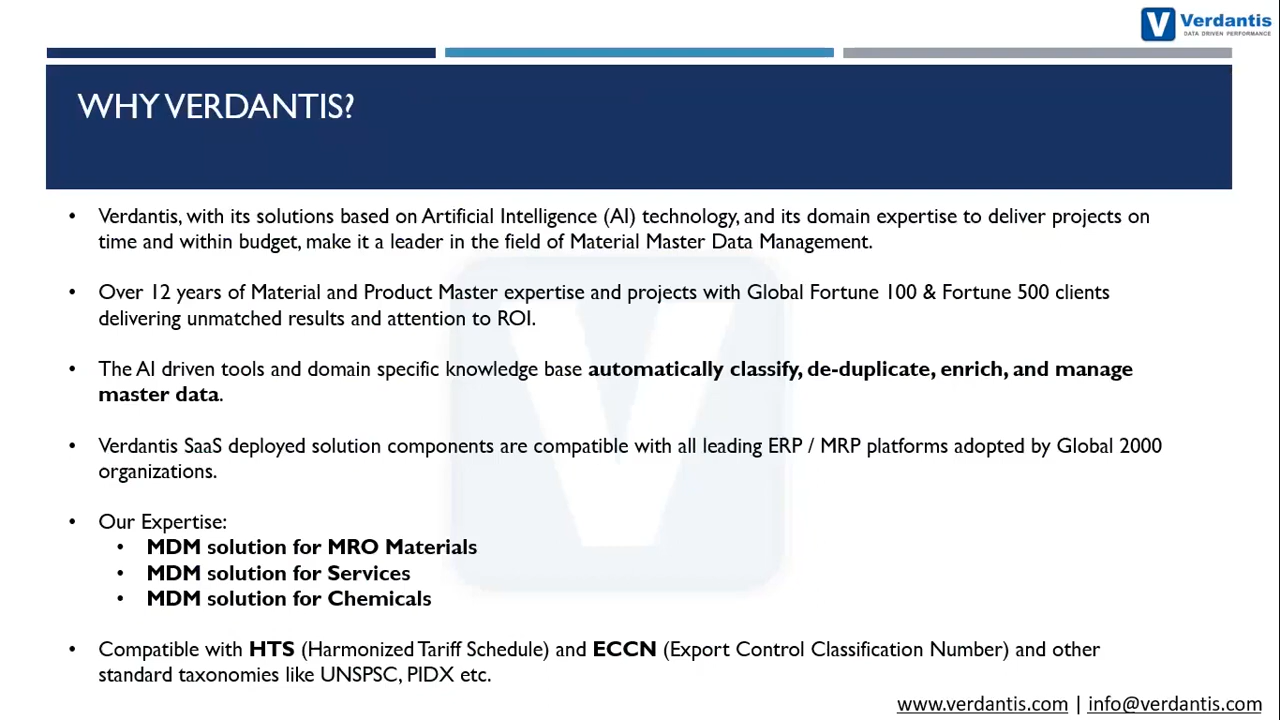 Verdantis
DATA DRIVEN PERFORMANCE
WHY VERDANTIS?
• Verdantis, with its solutions based on Artificial Intelligence (AI) technology, and its domain expertise to deliver projects on
time and within budget, make it a leader in the field of Material Master Data Management.
• Over 12 years of Material and Product Master expertise and projects with Global Fortune 100 & Fortune 500 clients
delivering unmatched results and attention to ROI.
• The AI driven tools and domain specific knowledge base automatically classify, de-duplicate, enrich, and manage
master data.
• Verdantis SaaS deployed solution components are compatible with all leading ERP / MRP platforms adopted by Global 2000
organizations.
• Our Expertise:
• MDM solution for MRO Materials
• MDM solution for Services
• MDM solution for Chemicals
• Compatible with HTS (Harmonized Tariff Schedule) and ECCN (Export Control Classification Number) and other
standard taxonomies like UNSPSC, PIDX etc.
www.verdantis.com | info@verdantis.com